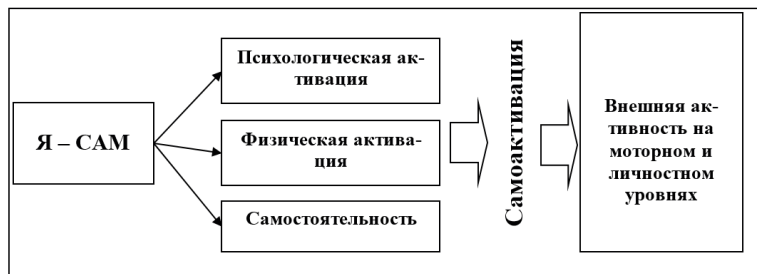 Я – САМ
Психологическая ак-
тивация
Физическая актива-
ция
Самостоятельность
Самоактивация
Внешняя ак-
тивность на
моторном и
личностном
уровнях